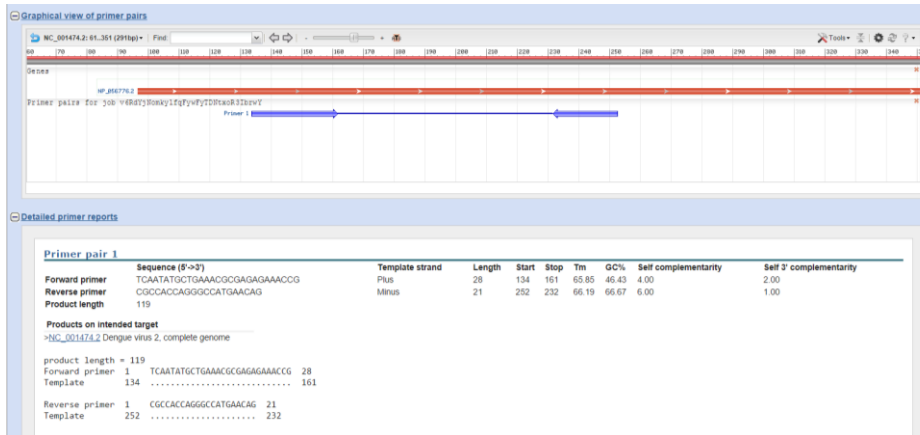 Graphical view of primer pairs
NC_001474.2: 61..351 (291bp) Find: Tools
60 |70 |80 |90 |100 |110 |120 |130 |140 |150 |160 |170 |180 |190 |200 |210 |220 |230 |240 |250 |260 |270 |280 |290 |300 |310 |320 |330 |340
Genes
NP_056776.2
Primer pairs for job
Primer 1
Detailed primer reports
Primer pair 1
Sequence (5'->3') Template strand Length Start Stop Tm GC% Self complementarity Self 3' complementarity
Forward primer TCAATATGCTGAAACGCGAGAGAAACCG Plus 28 134 161 65.85 46.43 4.00 2.00
Reverse primer CGCCACCAGGGCCATGAACAG Minus 21 252 232 66.19 66.67 6.00 1.00
Product length 119
Products on intended target
>NC_001474.2 Dengue virus 2, complete genome
product length = 119
Forward primer 1 TCAATATGCTGAAACGCGAGAGAAACCG 28
Template 134 ............................ 161
Reverse primer 1 CGCCACCAGGGCCATGAACAG 21
Template 252 ..................... 232